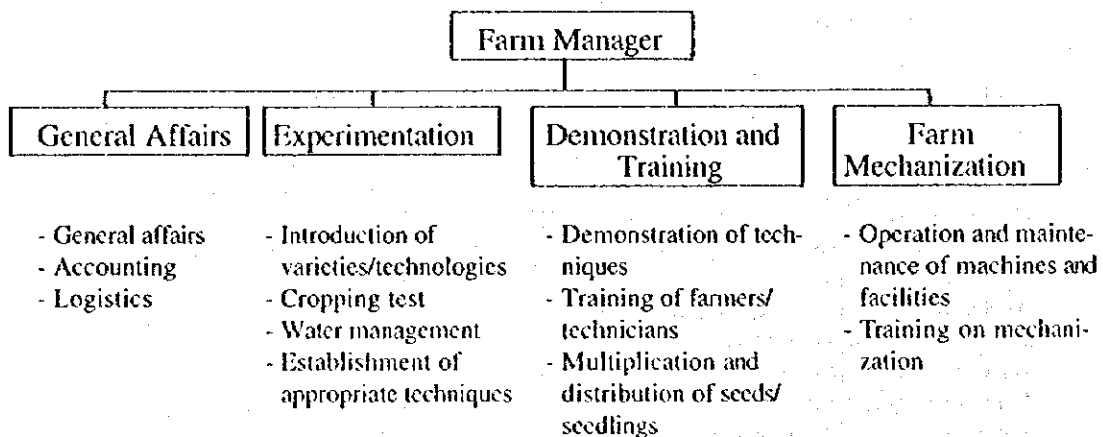 Farm Manager
General Affairs
Experimentation
Demonstration and
Training
Farm
Mechanization
- General affairs
- Accounting
- Logistics
- Introduction of
varieties/technologies
- Cropping test
- Water management
- Establishment of
appropriate techniques
- Demonstration of tech-
niques
- Training of farmers/
technicians
- Multiplication and
distribution of seeds/
seedlings
- Operation and mainte-
nance of machines and
facilities
- Training on mechani-
zation